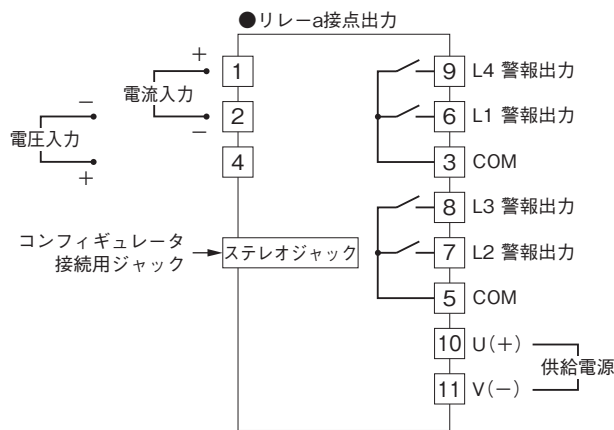 ●リレーa接点出力
+
電流入力
−
−
電圧入力
+
1
2
4
コンフィギュレータ
接続用ジャック
ステレオジャック
9 L4 警報出力
6 L1 警報出力
3 COM
8 L3 警報出力
7 L2 警報出力
5 COM
10 U(+)
供給電源
11 V(−)